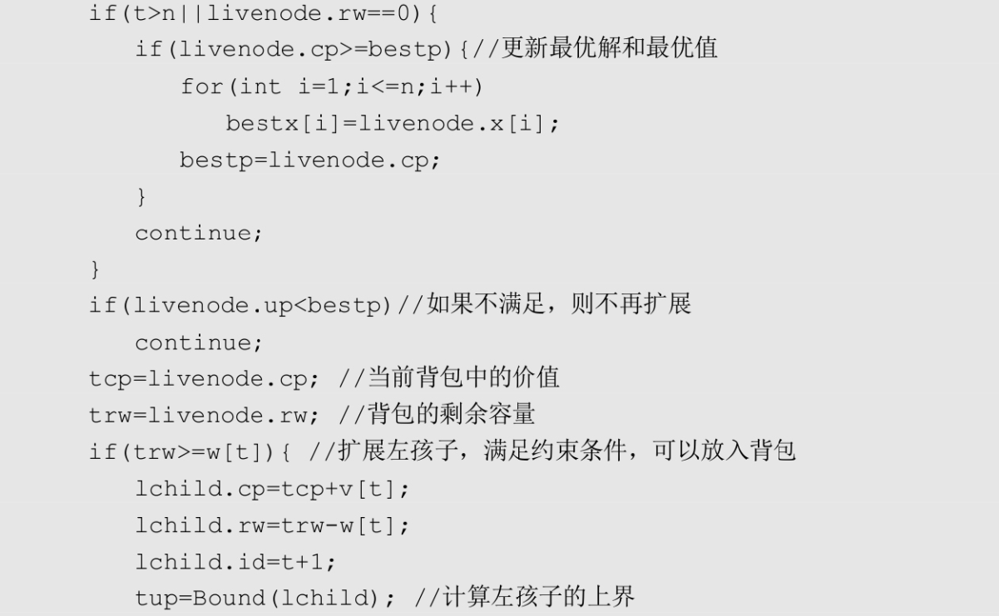 if(t>n||livenode.rw==0){
if(livenode.cp>=bestp){//更新最优解和最优值
for(int i=1;i<=n;i++)
bestx[i]=livenode.x[i];
bestp=livenode.cp;
}
continue;
}
if(livenode.up<bestp)//如果不满足，则不再扩展
continue;
tcp=livenode.cp; //当前背包中的价值
trw=livenode.rw; //背包的剩余容量
if(trw>=w[t]){ //扩展左孩子，满足约束条件，可以放入背包
lchild.cp=tcp+v[t];
lchild.rw=trw-w[t];
lchild.id=t+1;
tup=Bound(lchild); //计算左孩子的上界